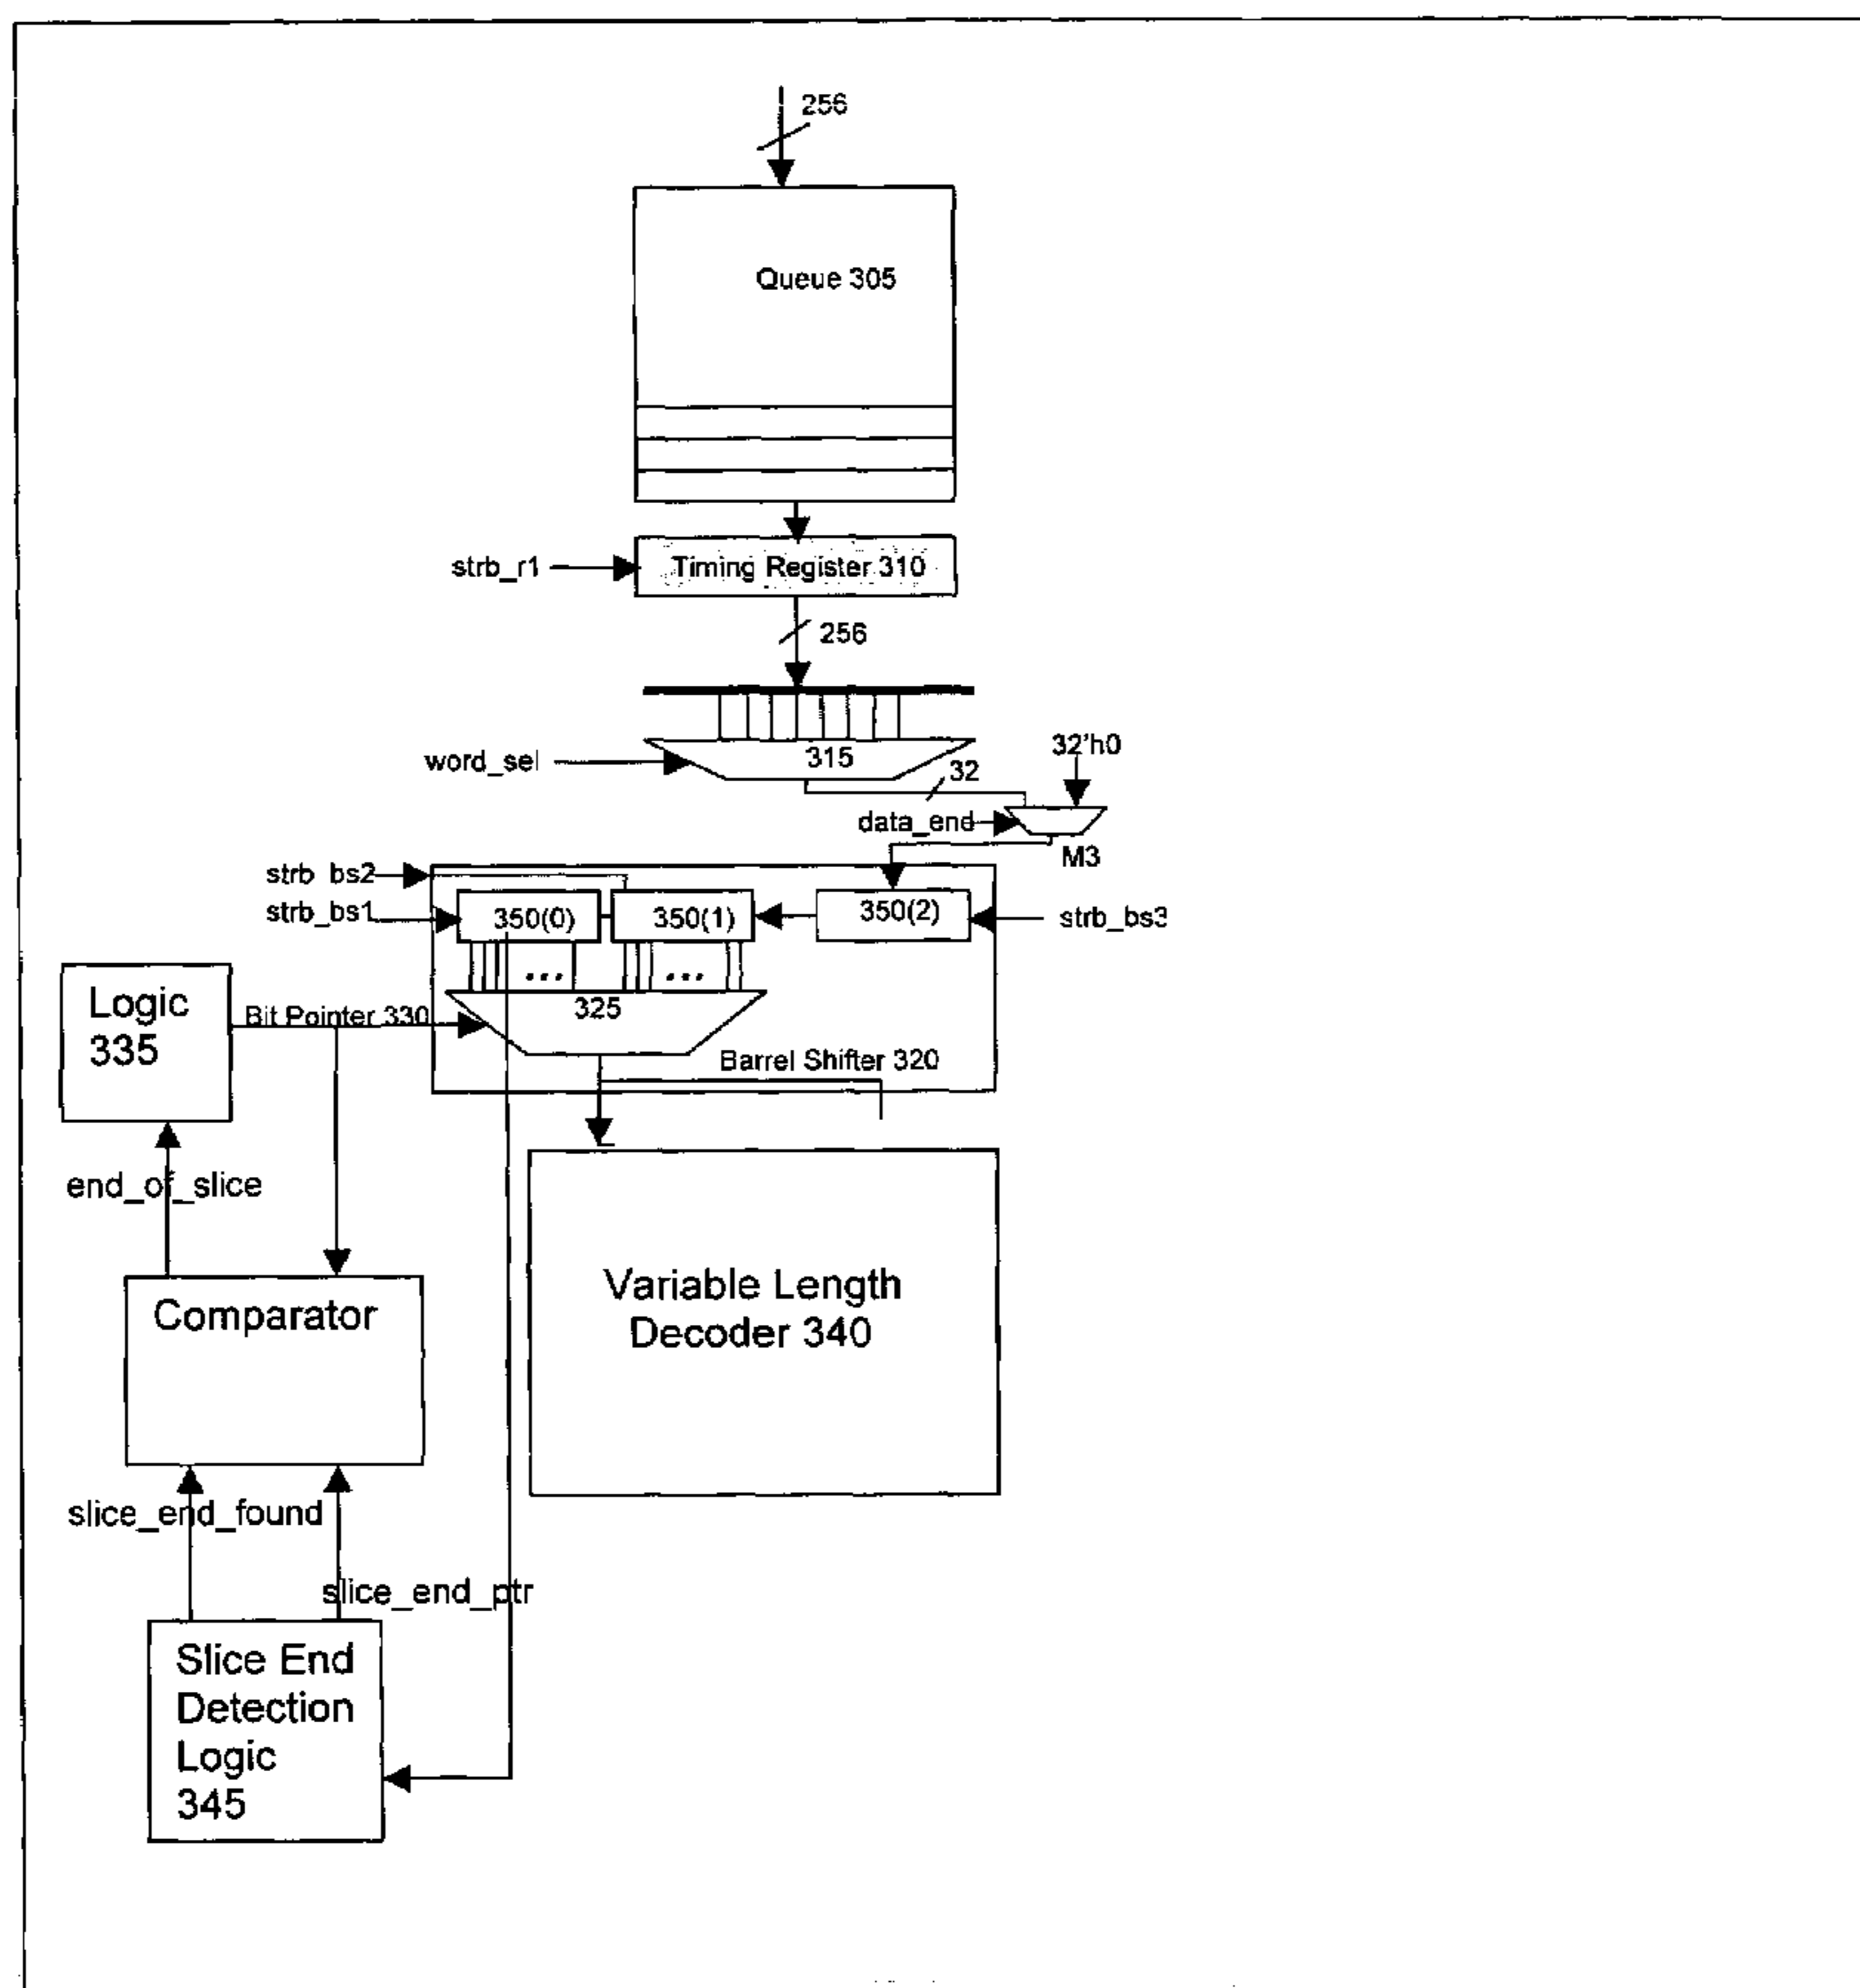 256
Queue 305
strb_r1
Timing Register 310
256
word_sel
315
32'h0
32
data_end
M3
strb_bs2
strb_bs1
350(0)
350(1)
350(2)
strb_bs3
...
...
325
Logic
335
Bit Pointer 330
Barrel Shifter 320
end_of_slice
Comparator
Variable Length
Decoder 340
slice_end_found
slice_end_ptr
Slice End
Detection
Logic
345